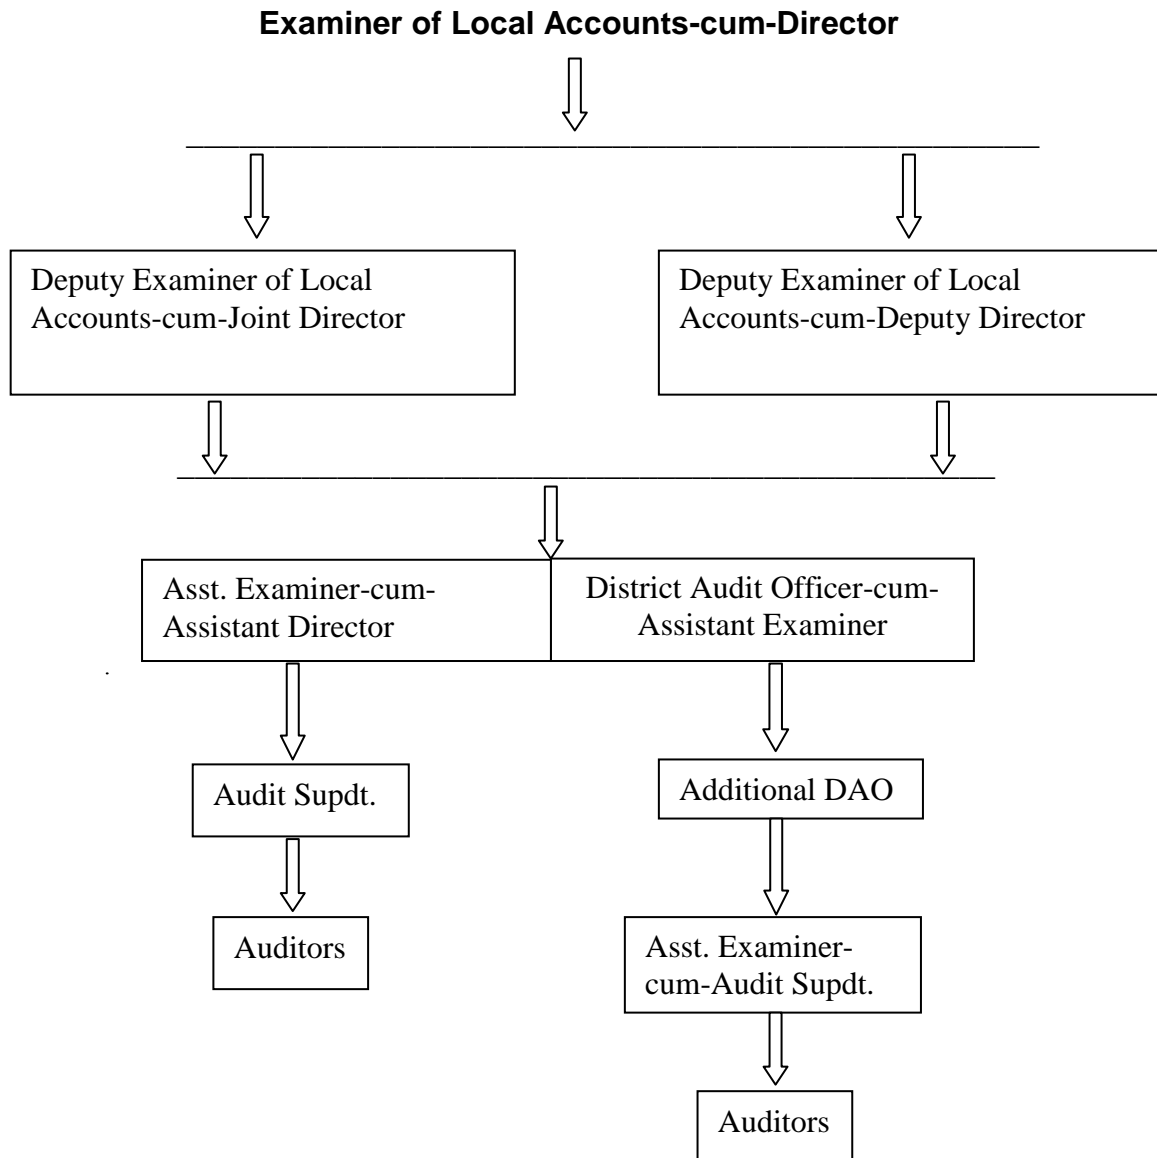 Examiner of Local Accounts-cum-Director
Deputy Examiner of Local
Accounts-cum-Joint Director
Deputy Examiner of Local
Accounts-cum-Deputy Director
Asst. Examiner-cum-
Assistant Director
District Audit Officer-cum-
Assistant Examiner
Audit Supdt.
Additional DAO
Auditors
Asst. Examiner-
cum-Audit Supdt.
Auditors